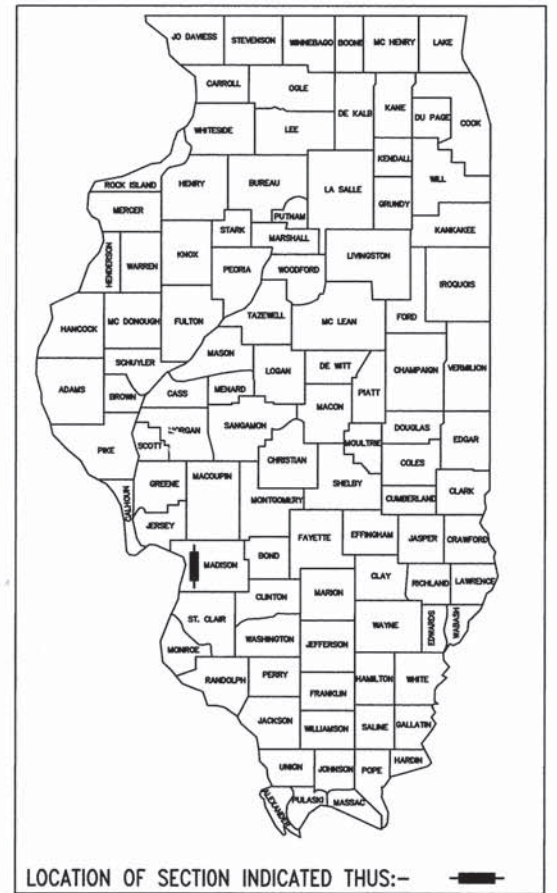 JO DAVIESS STEVENSON WINNEBAGO BOONE MC HENRY LAKE
CARROLL OGLE DE KALB KANE DU PAGE COOK
WHITESIDE LEE KENDALL WILL
ROCK ISLAND HENRY BUREAU LA SALLE GRUNDY
MERCER PUTNAM KANKAKEE
HENDERSON WARREN KNOX STARK MARSHALL LIVINGSTON
PEORIA WOODFORD IROQUOIS
HANCOCK MC DONOUGH FULTON TAZEWELL MC LEAN FORD
SCHUYLER MASON LOGAN DE WITT CHAMPAIGN VERMILION
ADAMS BROWN CASS MENARD MACON PIATT
PIKE SCOTT SANGAMON MOULTRIE DOUGLAS EDGAR
CHRISTIAN COLES
CALHOUN GREENE MACOUPIN MONTGOMERY SHELBY CUMBERLAND CLARK
JERSEY FAYETTE EFFINGHAM JASPER CRAWFORD
MADISON BOND CLAY RICHLAND LAWRENCE
CLINTON MARION EDWARDS WABASH
ST. CLAIR WAYNE
MONROE WASHINGTON JEFFERSON
RANDOLPH PERRY HAMILTON WHITE
FRANKLIN
JACKSON WILLIAMSON SALINE GALLATIN
UNION JOHNSON POPE HARDIN
ALEXANDER PULASKI MASSAC
LOCATION OF SECTION INDICATED THUS:-